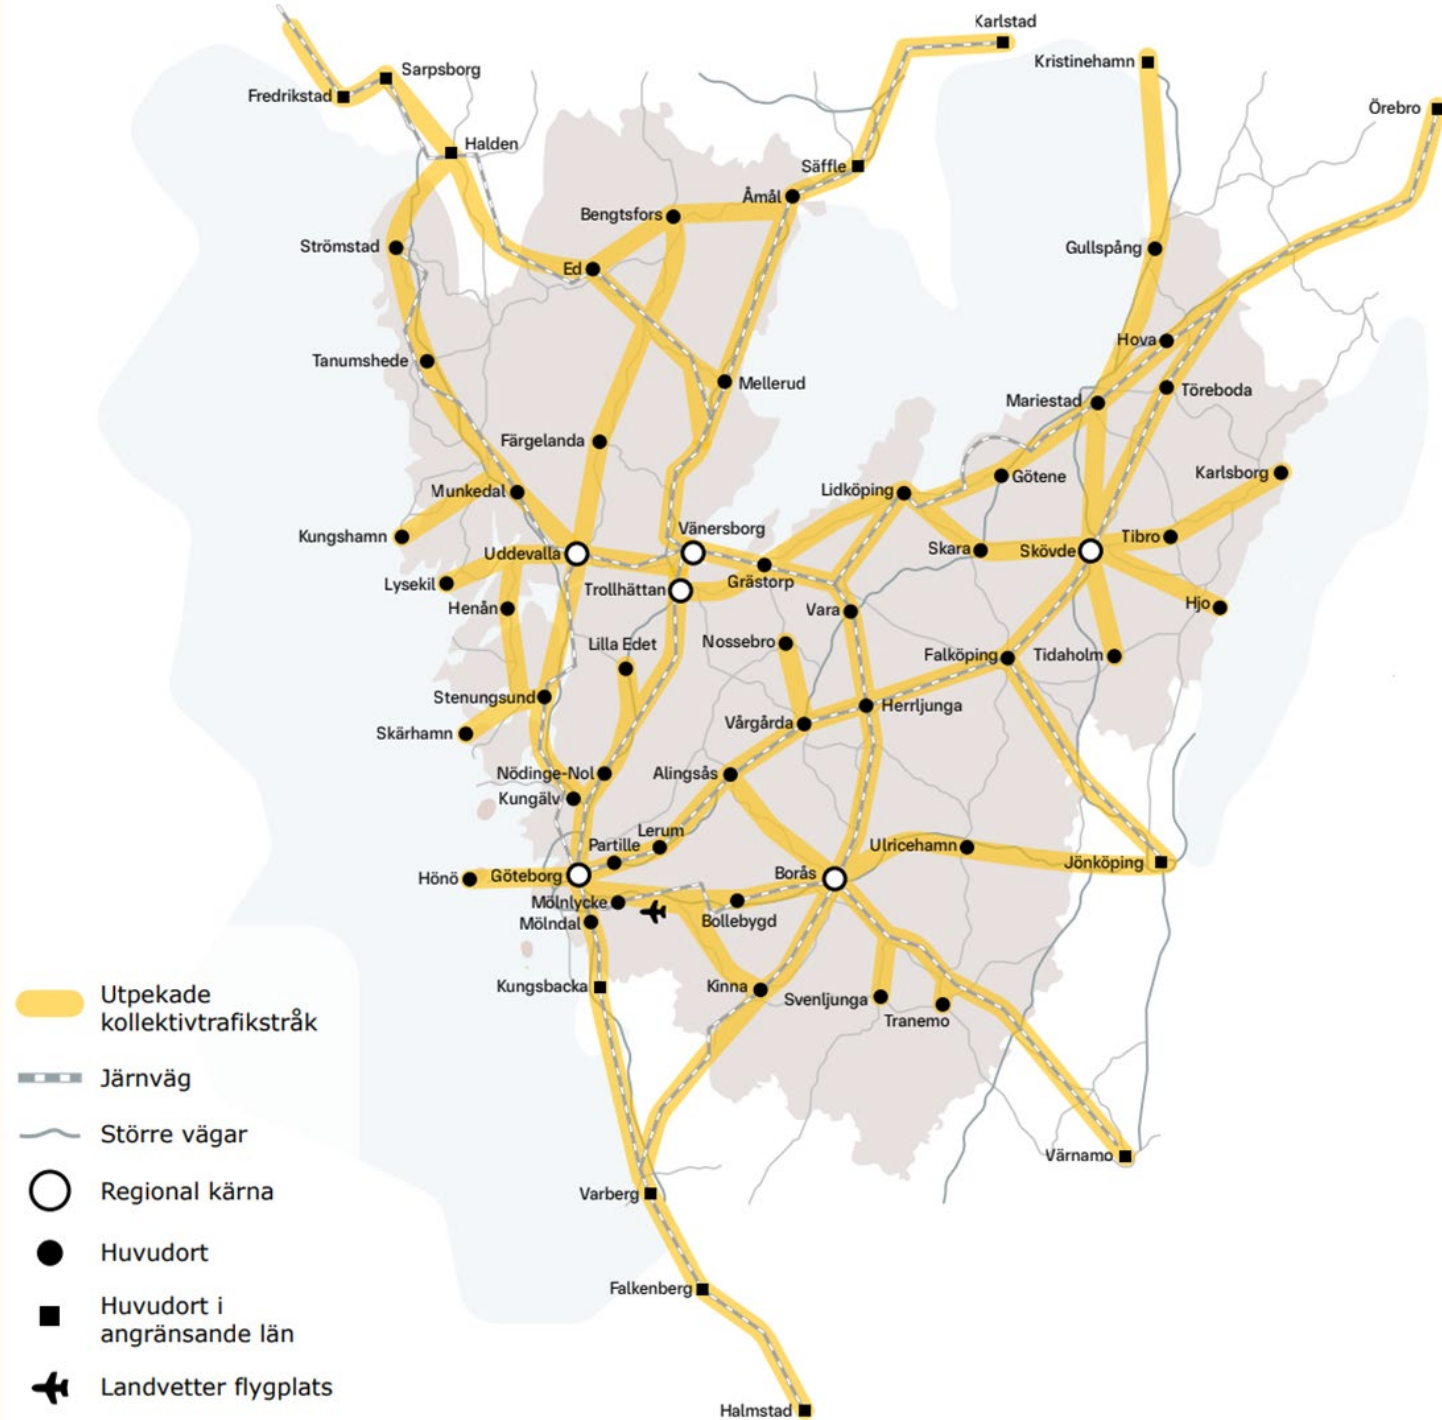 Karlstad
Kristinehamn
Sarpsborg
Fredrikstad
Örebro
Halden
Säffle
Åmål
Bengtsfors
Strömstad
Gullspång
Ed
Hova
Tanumshede
Mellerud
Töreboda
Mariestad
Färgelanda
Karlsborg
Götene
Munkedal
Lidköping
Vänersborg
Kungshamn
Tibro
Uddevalla
Skara
Skövde
Grästorp
Lysekil
Trollhättan
Henån
Vara
Hjo
Lilla Edet
Nossebro
Falköping
Tidaholm
Stenungsund
Herrljunga
Skärhamn
Vårgårda
Nödinge-Nol
Alingsås
Kungälv
Lerum
Partille
Ulricehamn
Jönköping
Hönö
Göteborg
Borås
Mölnlycke
Mölndal
Bollebygd
Kungsbacka
Kinna
Svenljunga
Tranemo
Värnamo
Varberg
Falkenberg
Halmstad
Utpekade
kollektivtrafikstråk
Järnväg
Större vägar
Regional kärna
Huvudort
Huvudort i
angränsande län
Landvetter flygplats